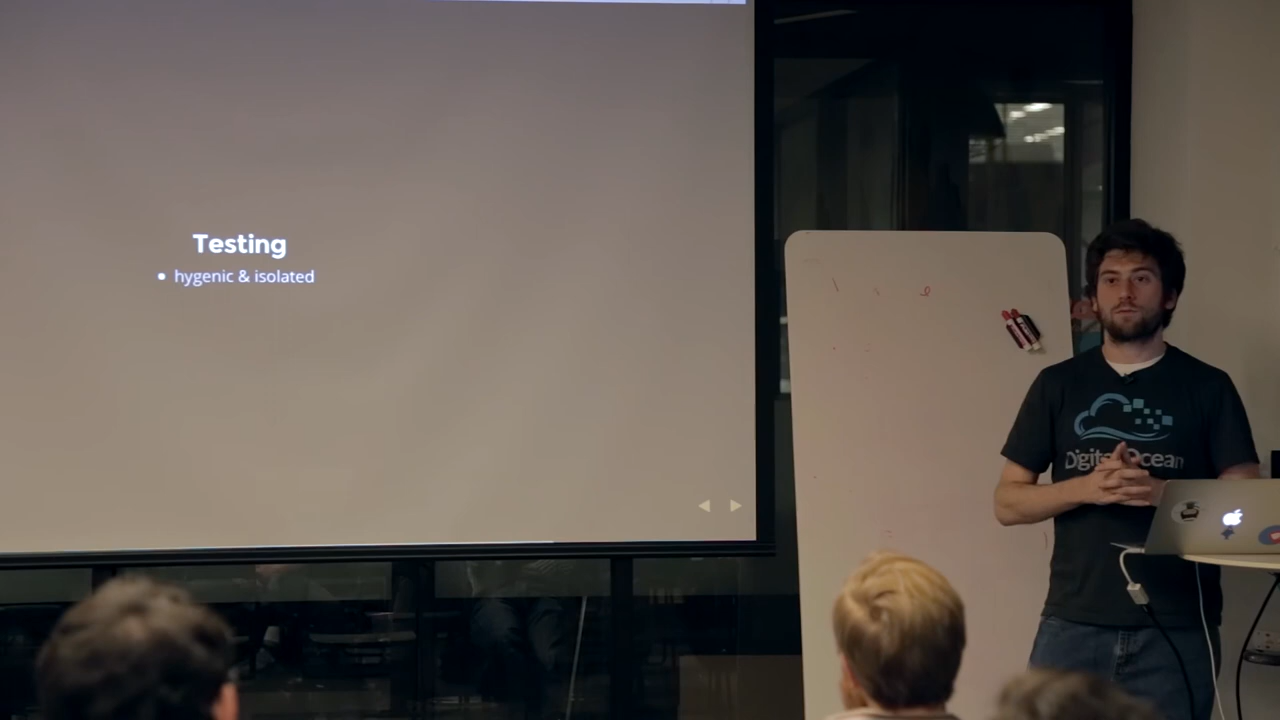 Testing
• hygenic & isolated
DigitalOcean